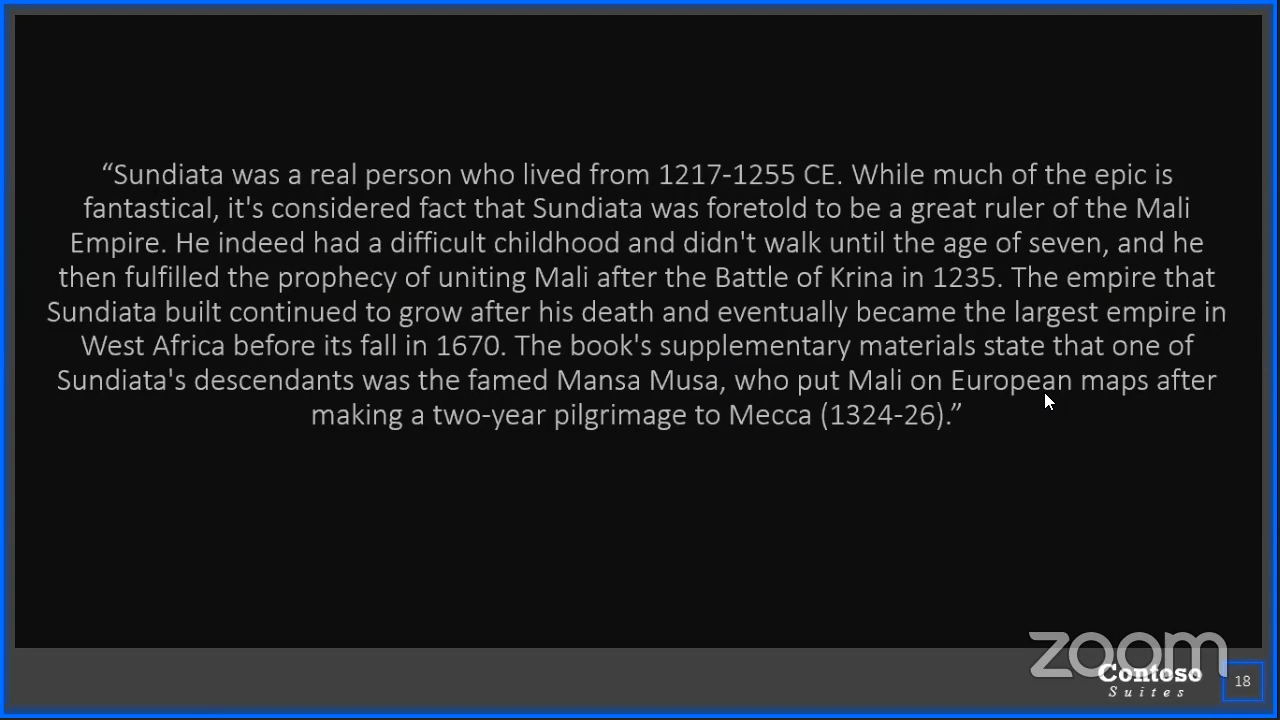 “Sundiata was a real person who lived from 1217-1255 CE. While much of the epic is
fantastical, it's considered fact that Sundiata was foretold to be a great ruler of the Mali
Empire. He indeed had a difficult childhood and didn't walk until the age of seven, and he
then fulfilled the prophecy of uniting Mali after the Battle of Krina in 1235. The empire that
Sundiata built continued to grow after his death and eventually became the largest empire in
West Africa before its fall in 1670. The book's supplementary materials state that one of
Sundiata's descendants was the famed Mansa Musa, who put Mali on European maps after
making a two-year pilgrimage to Mecca (1324-26).”
zoom
Contoso
Suites
18